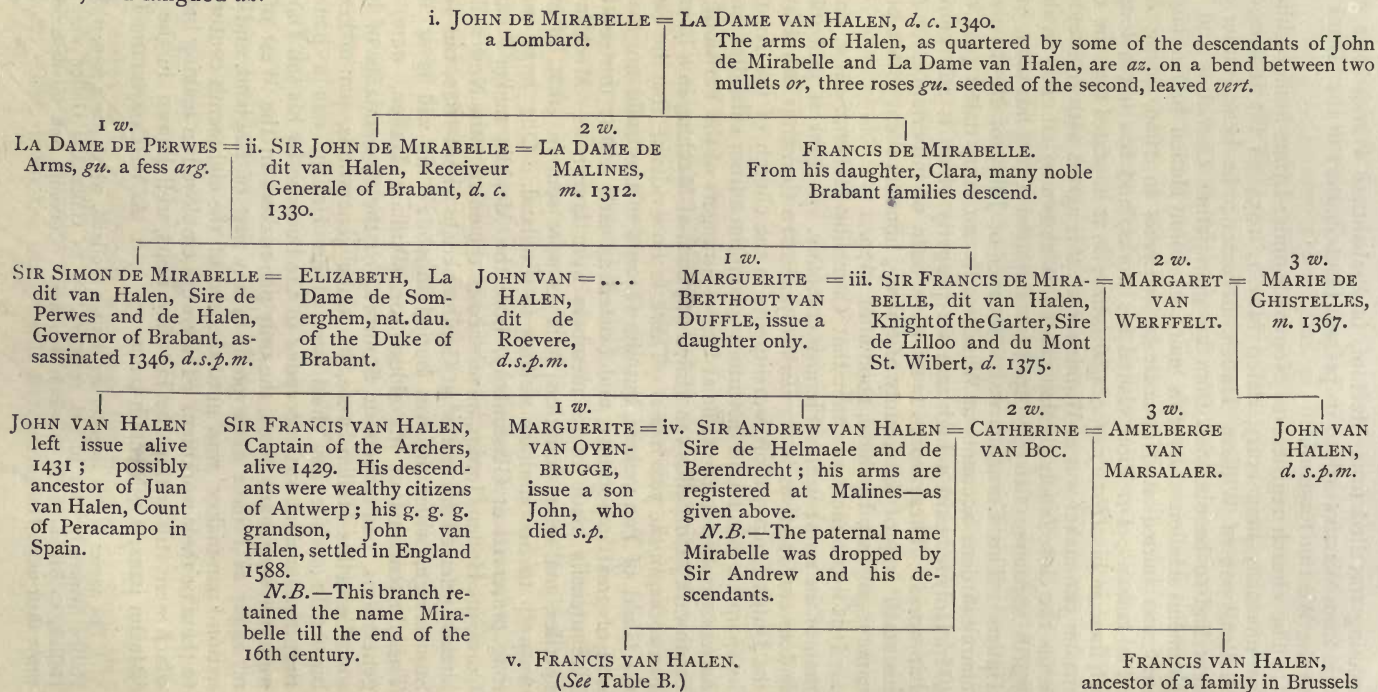 i. JOHN DE MIRABELLE = LA DAME VAN HALEN, d. c. 1340.
a Lombard.
The arms of Halen, as quartered by some of the descendants of John
de Mirabelle and La Dame van Halen, are az. on a bend between two
mullets or, three roses gu. seeded of the second, leaved vert.
1 w.
LA DAME DE PERWES =
Arms, gu. a fess arg.
ii. SIR JOHN DE MIRABELLE =
dit van Halen, Receiveur
Generale of Brabant, d. c.
1330.
2 w.
LA DAME DE
MALINES,
m. 1312.
FRANCIS DE MIRABELLE.
From his daughter, Clara, many noble
Brabant families descend.
SIR SIMON DE MIRABELLE =
dit van Halen, Sire de
Perwes and de Halen,
Governor of Brabant, as-
sassinated 1346, d.s.p.m.
ELIZABETH, La
Dame de Som-
erghem, nat. dau.
of the Duke of
Brabant.
JOHN VAN = . . .
HALEN,
dit de
Roevere,
d.s.p.m.
1 w.
MARGUERITE =
BERTHOUT VAN
DUFFLE, issue a
daughter only.
iii. SIR FRANCIS DE MIRA- =
BELLE, dit van Halen,
Knight of the Garter, Sire
de Lilloo and du Mont
St. Wibert, d. 1375.
2 w.
MARGARET =
VAN
WERFFELT.
3 w.
MARIE DE
GHISTELLES,
m. 1367.
JOHN VAN HALEN
left issue alive
1431 ; possibly
ancestor of Juan
van Halen, Count
of Peracampo in
Spain.
SIR FRANCIS VAN HALEN,
Captain of the Archers,
alive 1429. His descend-
ants were wealthy citizens
of Antwerp ; his g. g. g.
grandson, John van
Halen, settled in England
1588.
N.B.—This branch re-
tained the name Mira-
belle till the end of the
16th century.
1 w.
MARGUERITE =
VAN OYEN-
BRUGGE,
issue a son
John, who
died s.p.
iv. SIR ANDREW VAN HALEN =
Sire de Helmaele and de
Berendrecht ; his arms are
registered at Malines—as
given above.
N.B.—The paternal name
Mirabelle was dropped by
Sir Andrew and his de-
scendants.
2 w.
CATHERINE =
VAN BOC.
3 w.
AMELBERGE
VAN
MARSALAER.
JOHN VAN
HALEN,
d. s.p.m.
v. FRANCIS VAN HALEN.
(See Table B.)
FRANCIS VAN HALEN,
ancestor of a family in Brussels